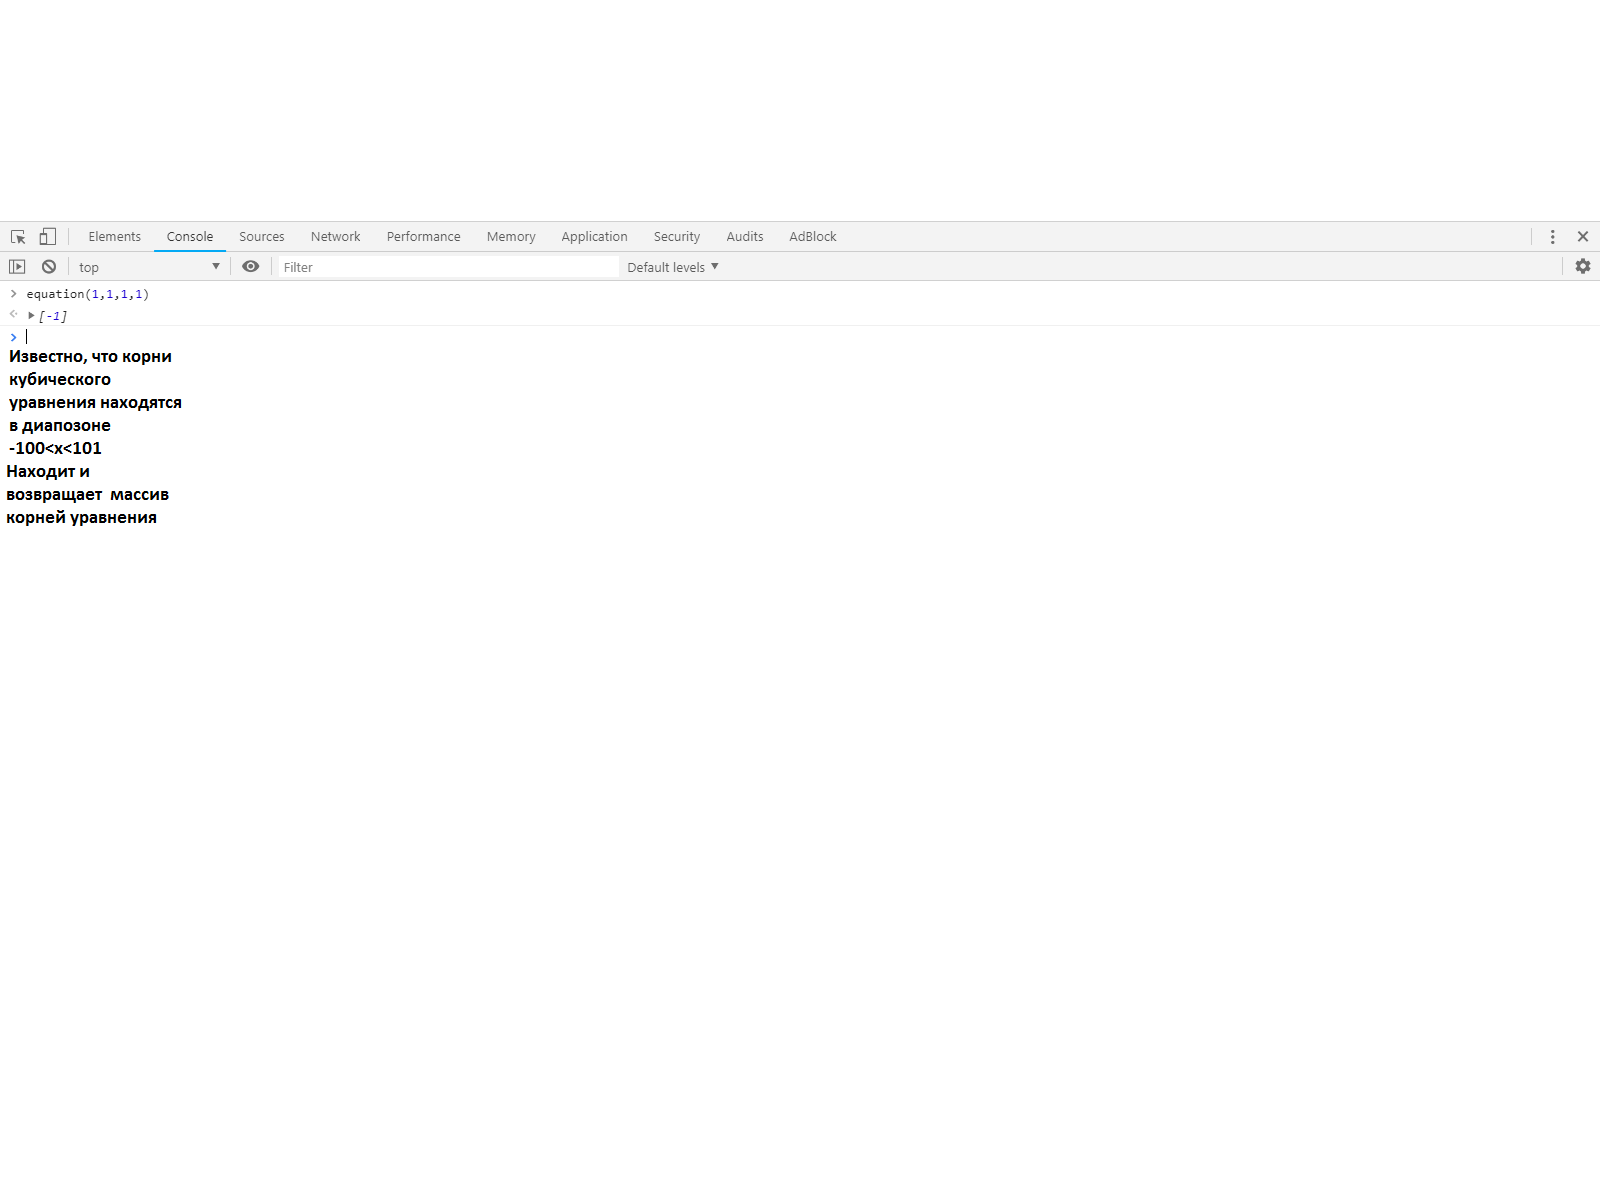 Elements Console Sources Network Performance Memory Application Security Audits AdBlock
top Filter Default levels
equation(1,1,1,1)
[-1]
Известно, что корни
кубического
уравнения находятся
в диапозоне
-100<x<101
Находит и
возвращает массив
корней уравнения